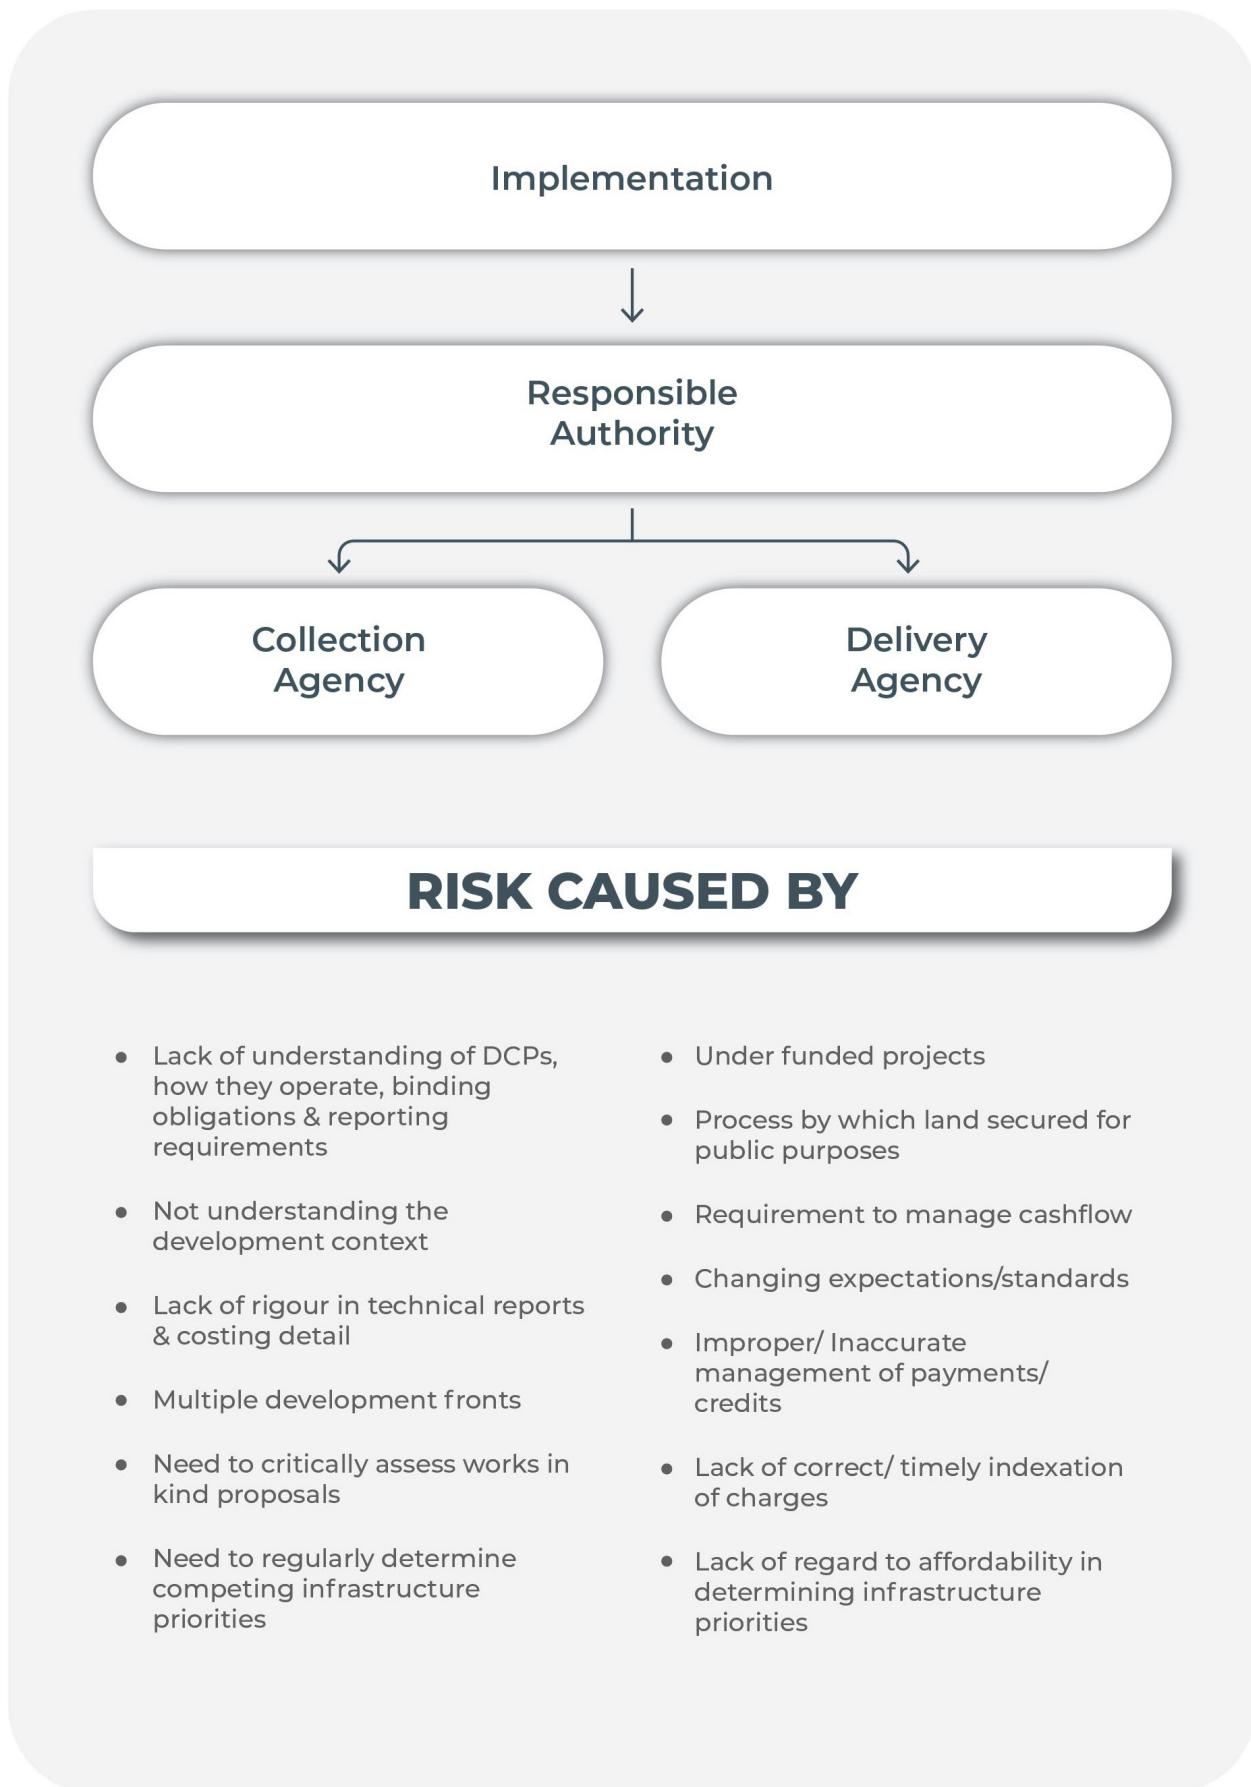 Implementation
Responsible
Authority
Collection
Agency
Delivery
Agency
RISK CAUSED BY
● Lack of understanding of DCPs,
how they operate, binding
obligations & reporting
requirements
● Not understanding the
development context
● Lack of rigour in technical reports
& costing detail
● Multiple development fronts
● Need to critically assess works in
kind proposals
● Need to regularly determine
competing infrastructure
priorities
● Under funded projects
● Process by which land secured for
public purposes
● Requirement to manage cashflow
● Changing expectations/standards
● Improper/ Inaccurate
management of payments/
credits
● Lack of correct/ timely indexation
of charges
● Lack of regard to affordability in
determining infrastructure
priorities